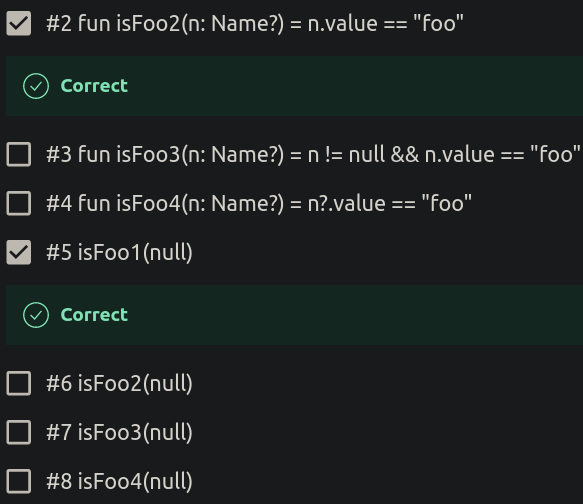 #2 fun isFoo2(n: Name?) = n.value == "foo"
Correct
#3 fun isFoo3(n: Name?) = n != null && n.value == "foo"
#4 fun isFoo4(n: Name?) = n?.value == "foo"
#5 isFoo1(null)
Correct
#6 isFoo2(null)
#7 isFoo3(null)
#8 isFoo4(null)